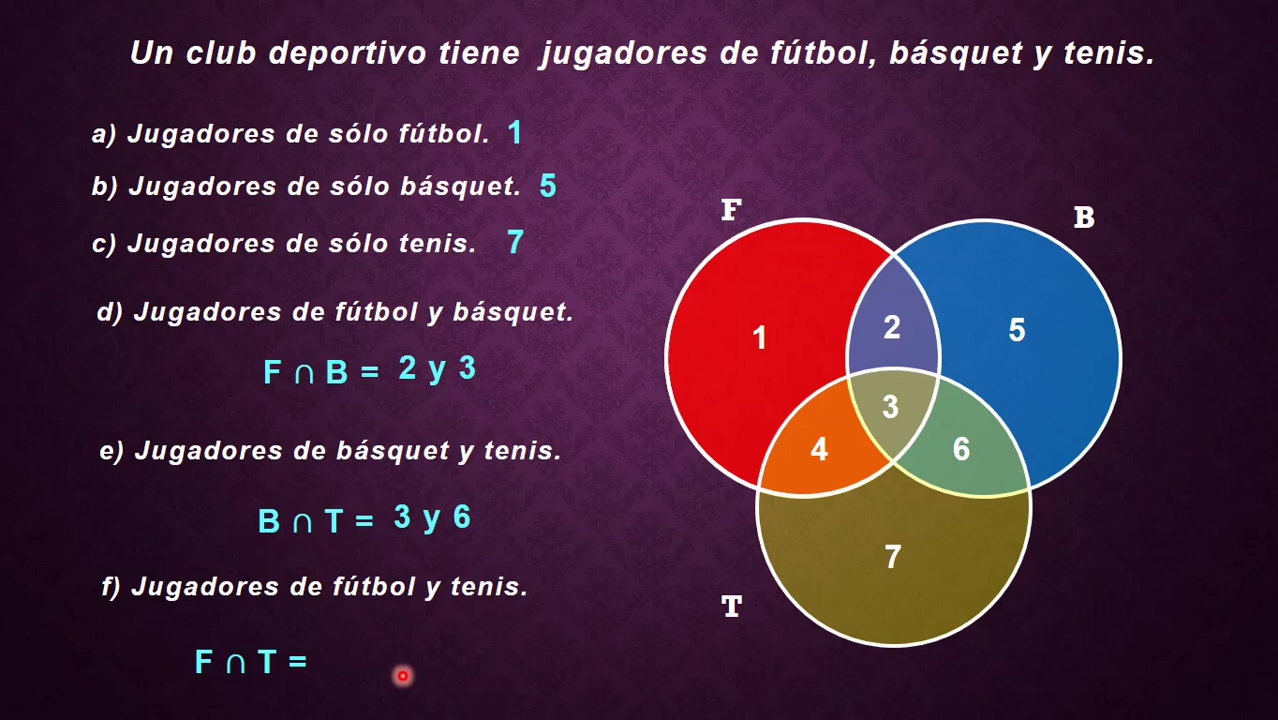 Un club deportivo tiene jugadores de fútbol, básquet y tenis.
a) Jugadores de sólo fútbol. 1
b) Jugadores de sólo básquet. 5
c) Jugadores de sólo tenis. 7
d) Jugadores de fútbol y básquet.
F ∩ B = 2 y 3
e) Jugadores de básquet y tenis.
B ∩ T = 3 y 6
f) Jugadores de fútbol y tenis.
F ∩ T =
F
B
1
2
5
3
4
6
7
T